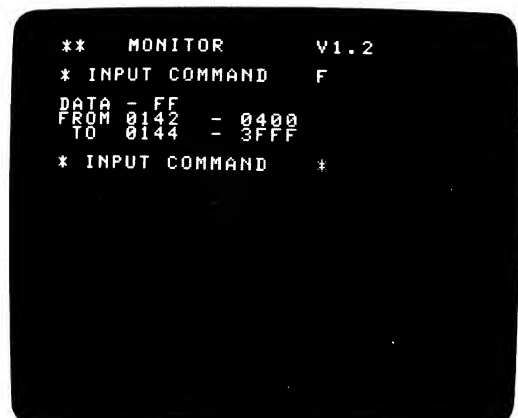 ** MONITOR V1.2
* INPUT COMMAND F
DATA - FF
FROM 0142 - 0400
TO 0144 - 3FFF
* INPUT COMMAND *